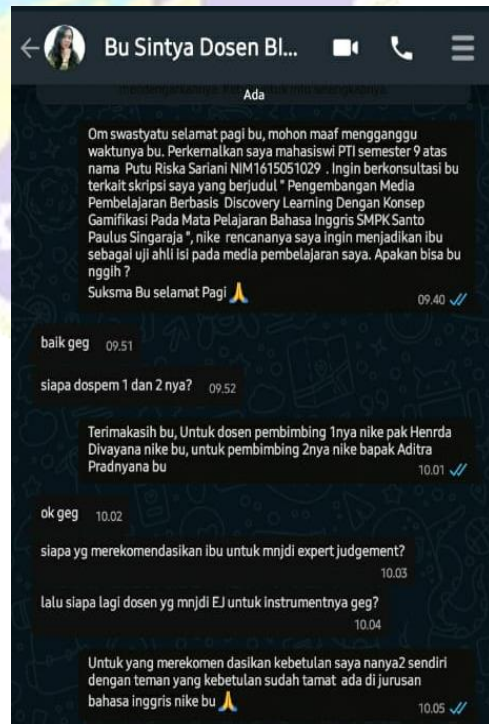 Bu Sintya Dosen BI...
Ada
Om swastyatu selamat pagi bu, mohon maaf mengganggu
waktunya bu. Perkernalkan saya mahasiswi PTI semester 9 atas
nama Putu Riska Sariani NIM1615051029 . Ingin berkonsultasi bu
terkait skripsi saya yang berjudul " Pengembangan Media
Pembelajaran Berbasis Discovery Learning Dengan Konsep
Gamifikasi Pada Mata Pelajaran Bahasa Inggris SMPK Santo
Paulus Singaraja ", nike rencananya saya ingin menjadikan ibu
sebagai uji ahli isi pada media pembelajaran saya. Apakan bisa bu
nggih ?
Suksma Bu selamat Pagi 🙏
09.40
baik geg 09.51
siapa dospem 1 dan 2 nya? 09.52
Terimakasih bu, Untuk dosen pembimbing 1nya nike pak Henrda
Divayana nike bu, untuk pembimbing 2nya nike bapak Aditra
Pradnyana bu
10.01
ok geg 10.02
siapa yg merekomendasikan ibu untuk mnjdi expert judgement?
10.03
lalu siapa lagi dosen yg mnjdi EJ untuk instrumentnya geg?
10.04
Untuk yang merekomen dasikan kebetulan saya nanya2 sendiri
dengan teman yang kebetulan sudah tamat ada di jurusan
bahasa inggris nike bu 🙏
10.05